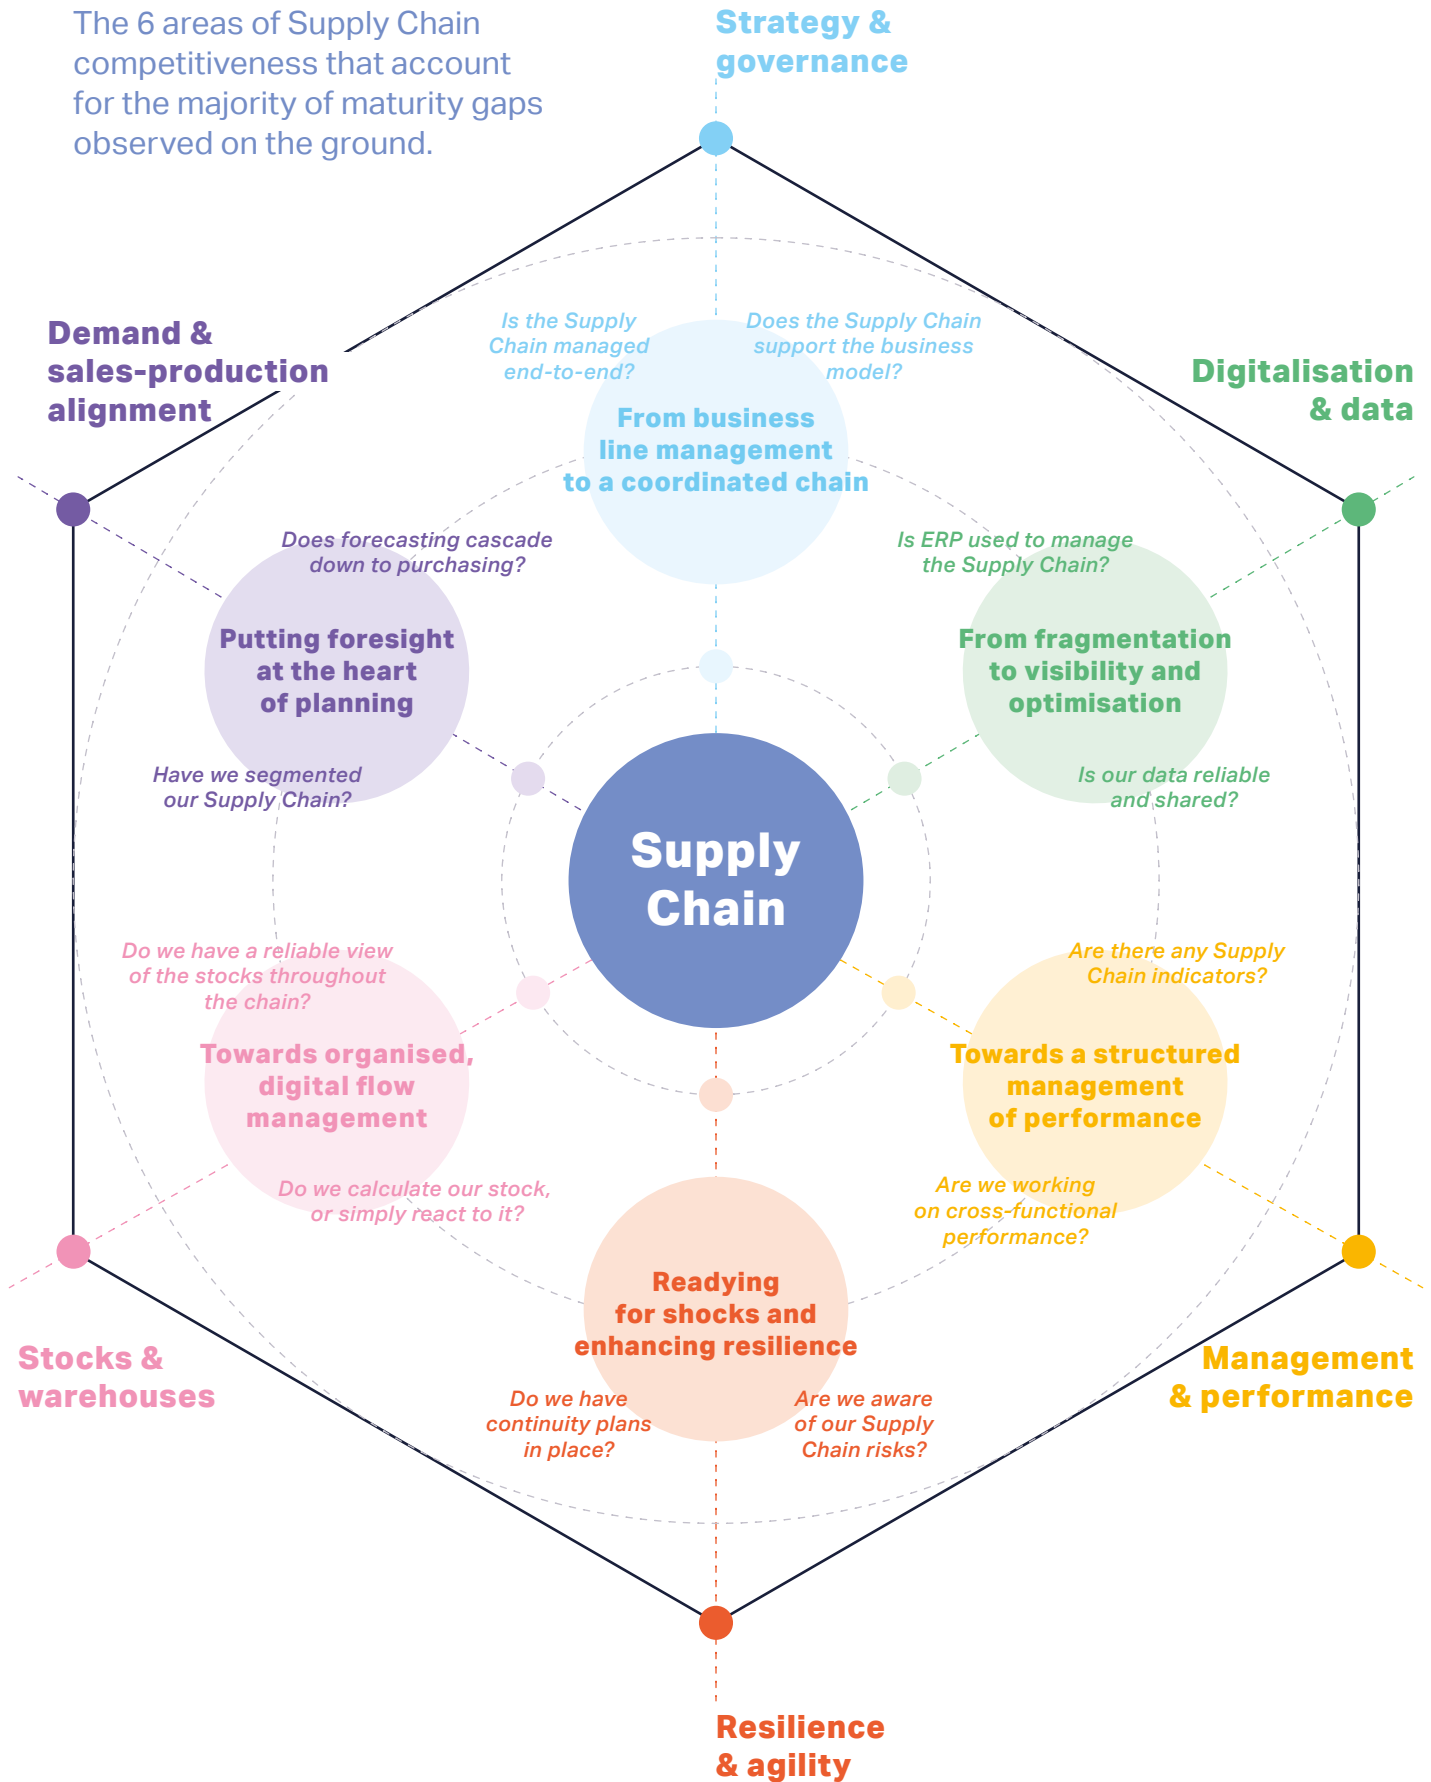 The 6 areas of Supply Chain
competitiveness that account
for the majority of maturity gaps
observed on the ground.
Strategy &
governance
Is the Supply
Chain managed
end-to-end?
Does the Supply Chain
support the business
model?
From business
line management
to a coordinated chain
Demand &
sales-production
alignment
Does forecasting cascade
down to purchasing?
Putting foresight
at the heart
of planning
Have we segmented
our Supply Chain?
Digitalisation
& data
Is ERP used to manage
the Supply Chain?
From fragmentation
to visibility and
optimisation
Is our data reliable
and shared?
Supply
Chain
Do we have a reliable view
of the stocks throughout
the chain?
Towards organised,
digital flow
management
Do we calculate our stock,
or simply react to it?
Stocks &
warehouses
Are there any Supply
Chain indicators?
Towards a structured
management
of performance
Are we working
on cross-functional
performance?
Management
& performance
Readying
for shocks and
enhancing resilience
Do we have
continuity plans
in place?
Are we aware
of our Supply
Chain risks?
Resilience
& agility